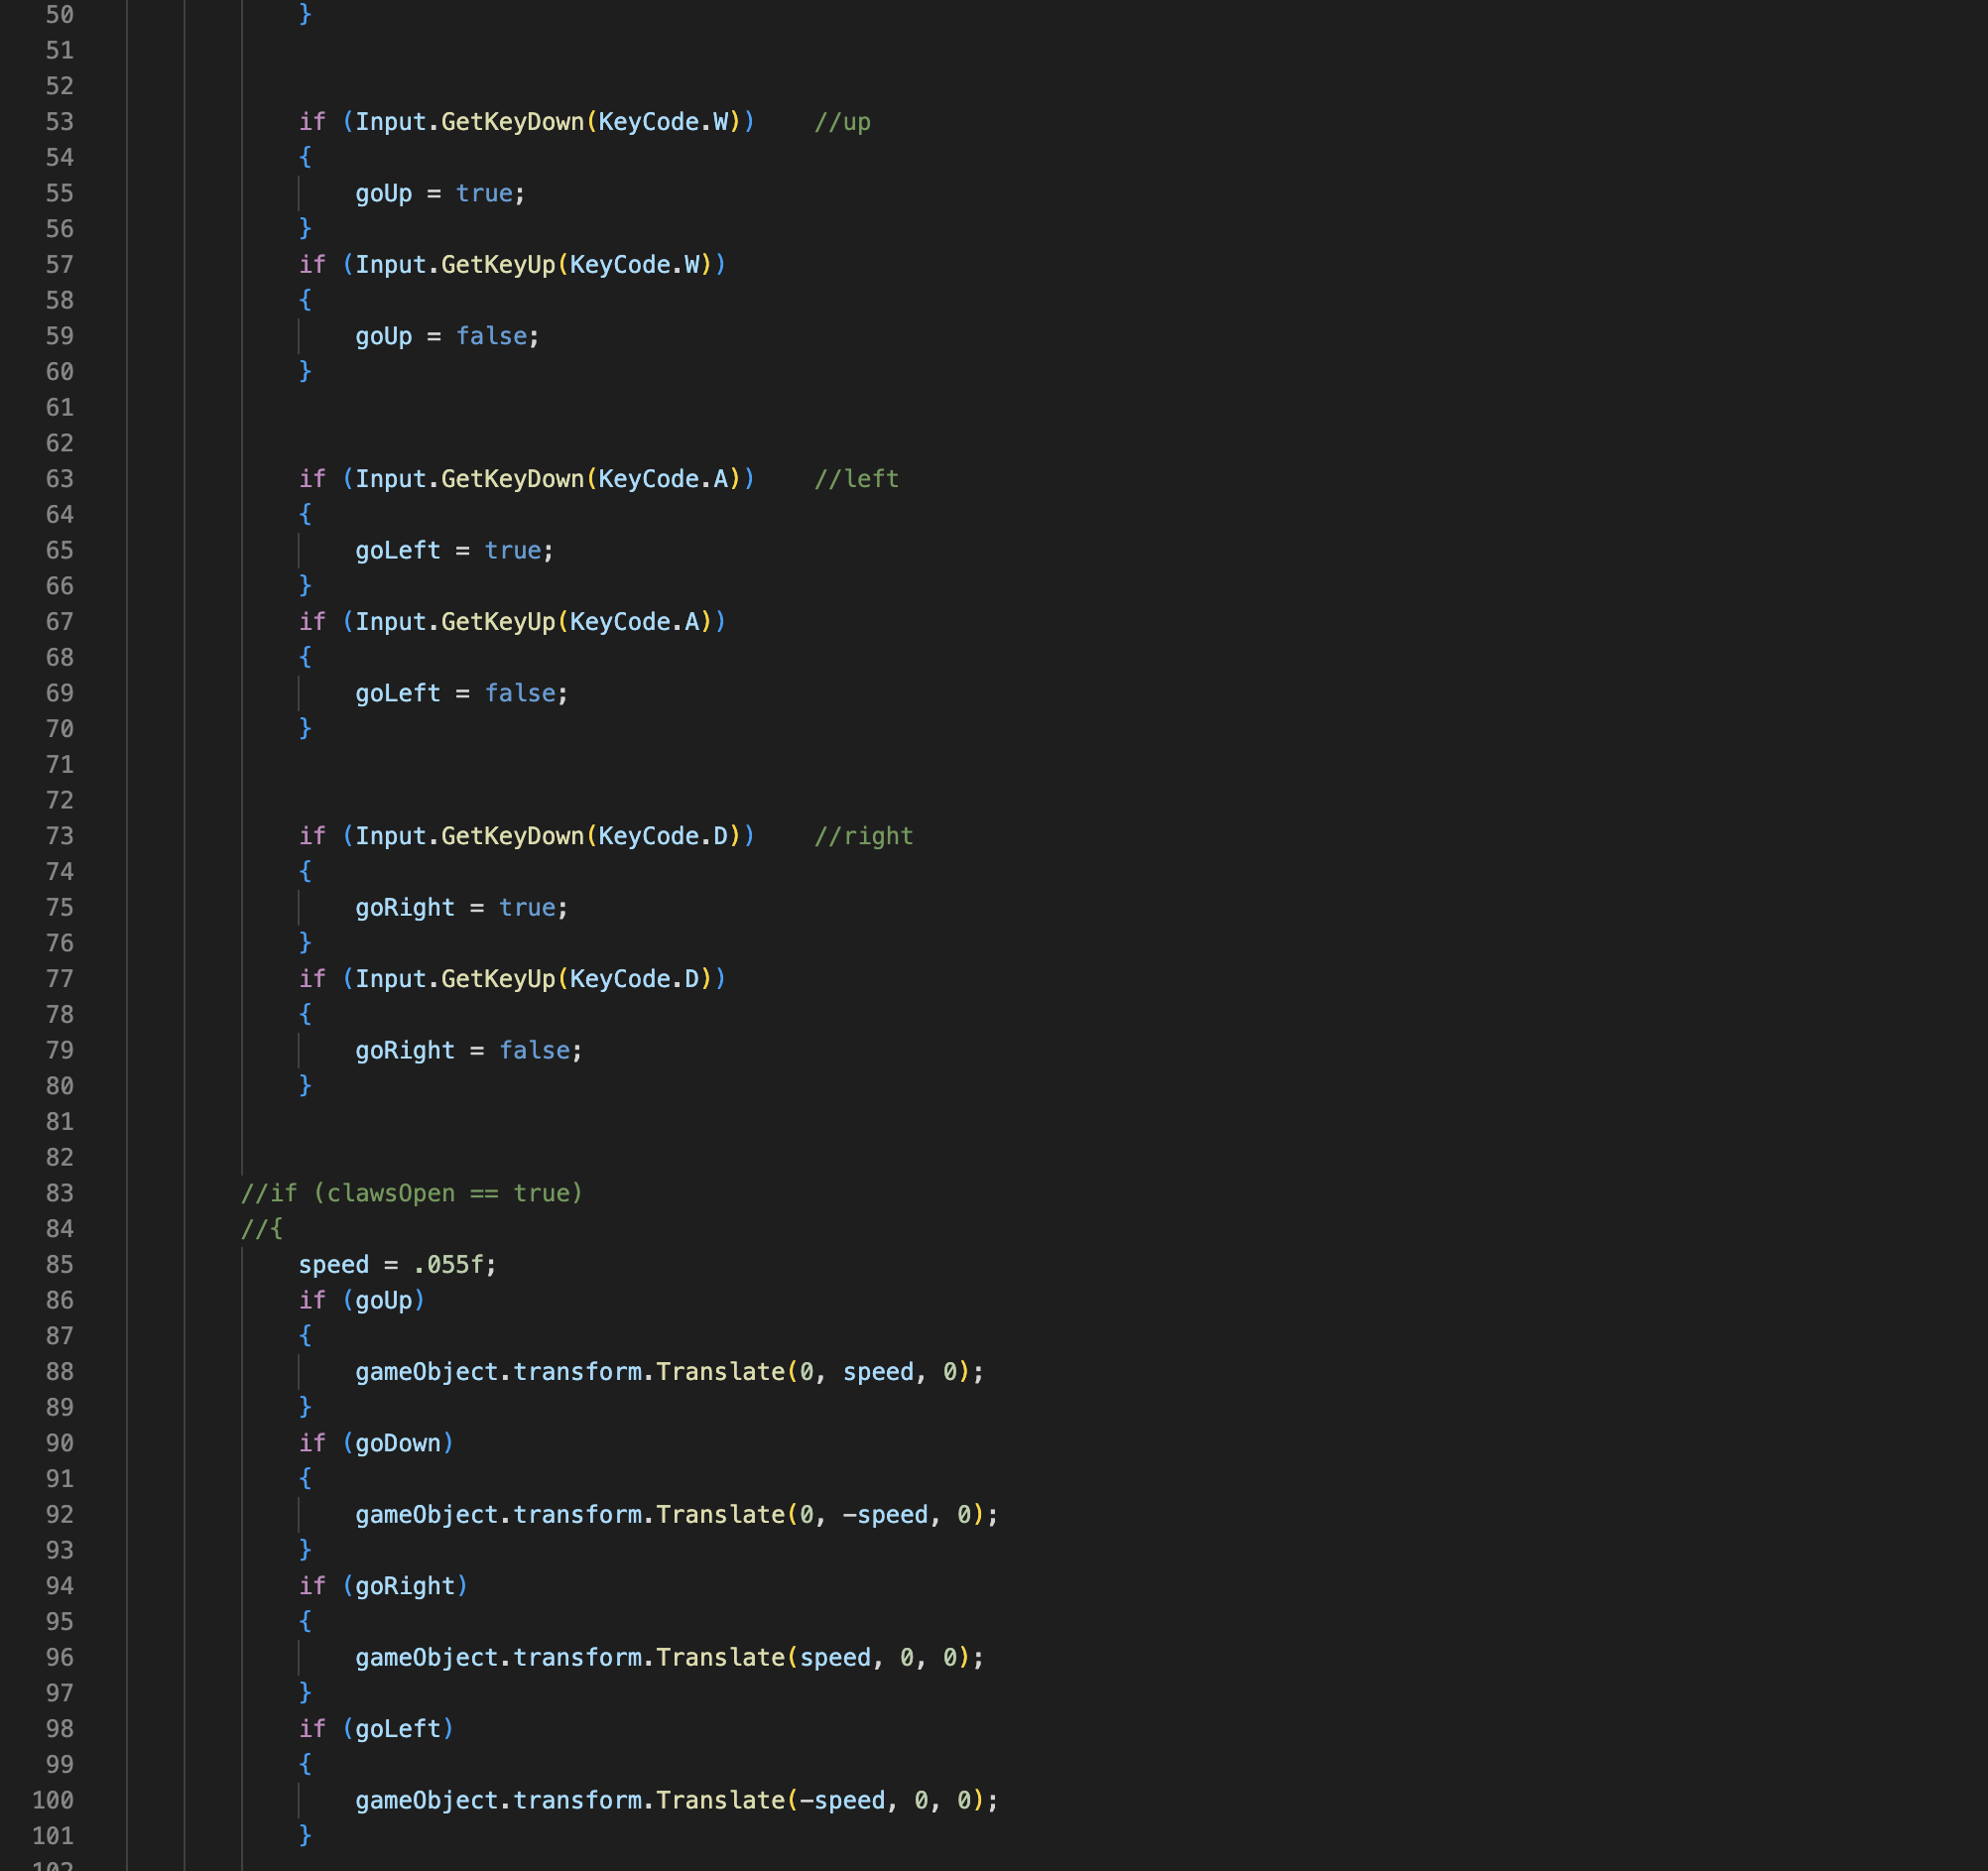 50 }
51
52
53 if (Input.GetKeyDown(KeyCode.W)) //up
54 {
55 goUp = true;
56 }
57 if (Input.GetKeyUp(KeyCode.W))
58 {
59 goUp = false;
60 }
61
62
63 if (Input.GetKeyDown(KeyCode.A)) //left
64 {
65 goLeft = true;
66 }
67 if (Input.GetKeyUp(KeyCode.A))
68 {
69 goLeft = false;
70 }
71
72
73 if (Input.GetKeyDown(KeyCode.D)) //right
74 {
75 goRight = true;
76 }
77 if (Input.GetKeyUp(KeyCode.D))
78 {
79 goRight = false;
80 }
81
82
83 //if (clawsOpen == true)
84 //{
85 speed = .055f;
86 if (goUp)
87 {
88 gameObject.transform.Translate(0, speed, 0);
89 }
90 if (goDown)
91 {
92 gameObject.transform.Translate(0, -speed, 0);
93 }
94 if (goRight)
95 {
96 gameObject.transform.Translate(speed, 0, 0);
97 }
98 if (goLeft)
99 {
100 gameObject.transform.Translate(-speed, 0, 0);
101 }
102